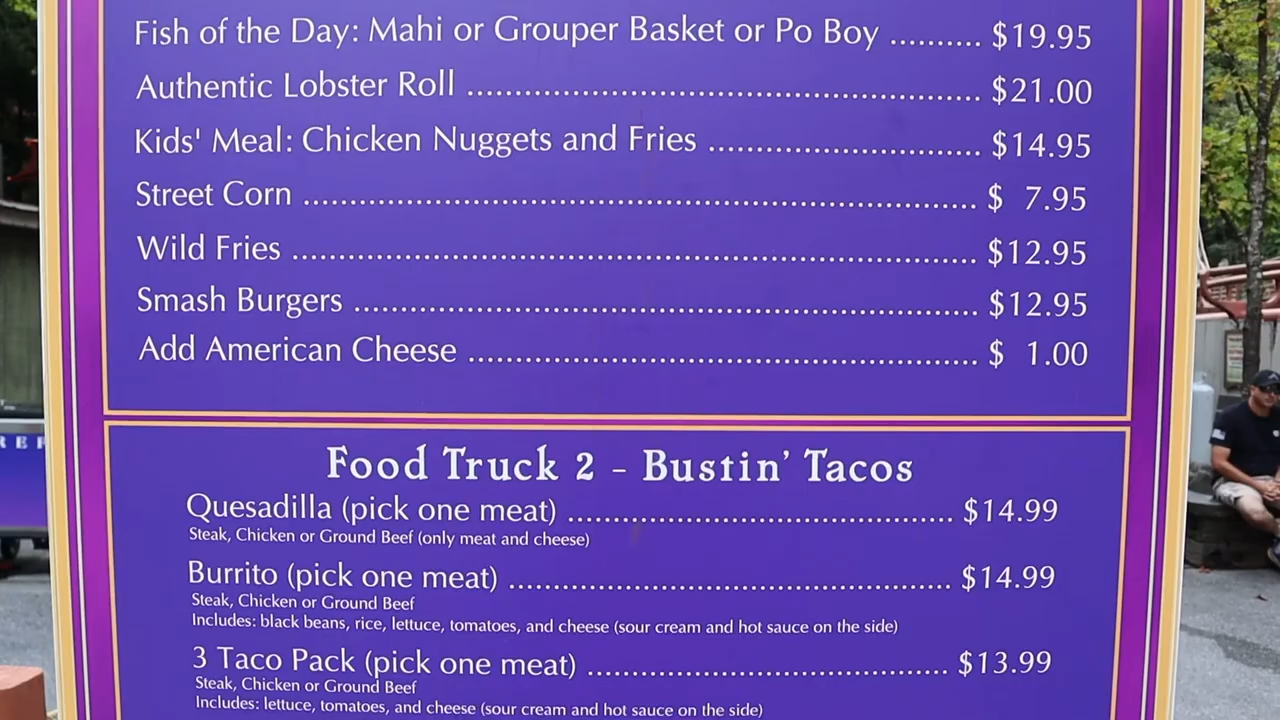 Fish of the Day: Mahi or Grouper Basket or Po Boy .......... $19.95
Authentic Lobster Roll ............................................................ $21.00
Kids' Meal: Chicken Nuggets and Fries ................................ $14.95
Street Corn ............................................................................... $ 7.95
Wild Fries ................................................................................ $12.95
Smash Burgers ......................................................................... $12.95
Add American Cheese ............................................................ $ 1.00
Food Truck 2 – Bustin' Tacos
Quesadilla (pick one meat) .............................................. $14.99
Steak, Chicken or Ground Beef (only meat and cheese)
Burrito (pick one meat) ..................................................... $14.99
Steak, Chicken or Ground Beef
Includes: black beans, rice, lettuce, tomatoes, and cheese (sour cream and hot sauce on the side)
3 Taco Pack (pick one meat) ........................................... $13.99
Steak, Chicken or Ground Beef
Includes: lettuce, tomatoes, and cheese (sour cream and hot sauce on the side)